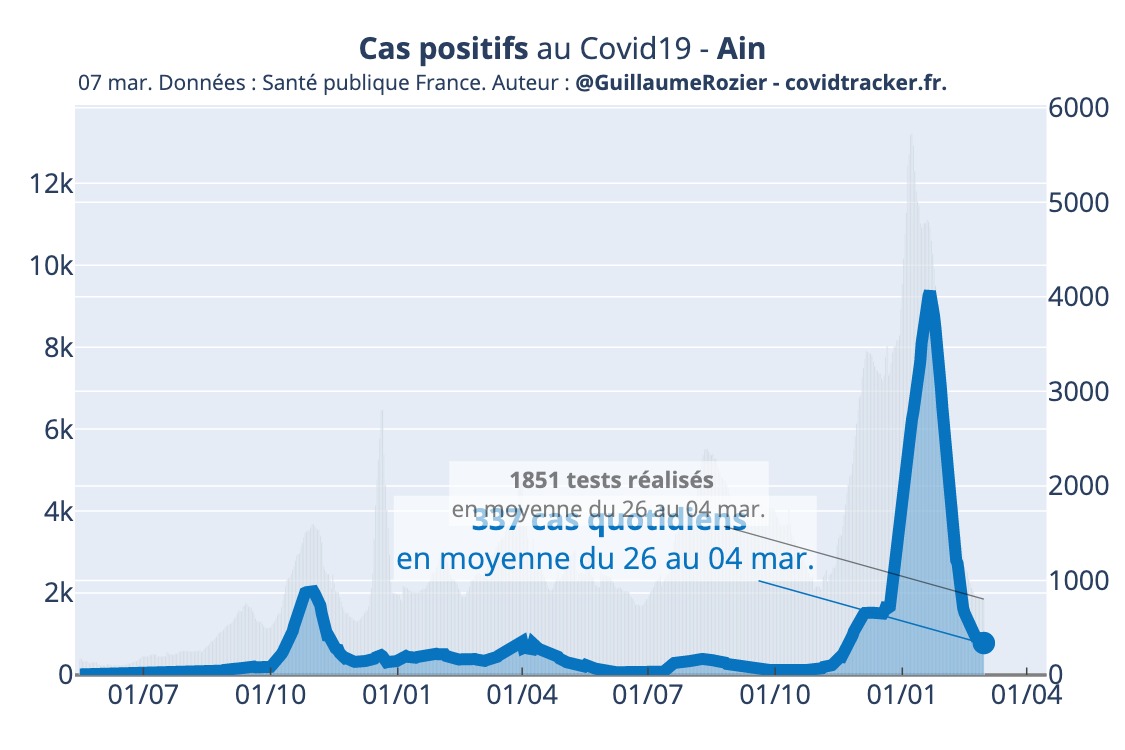 Cas positifs au Covid19 - Ain
07 mar. Données : Santé publique France. Auteur : @GuillaumeRozier - covidtracker.fr.
6000
12k
5000
10k
4000
8k
3000
6k
1851 tests réalisés
2000
en moyenne du 26 au 04 mar.
4k
337 cas quotidiens
en moyenne du 26 au 04 mar.
1000
2k
0
0
01/07 01/10 01/01 01/04 01/07 01/10 01/01 01/04